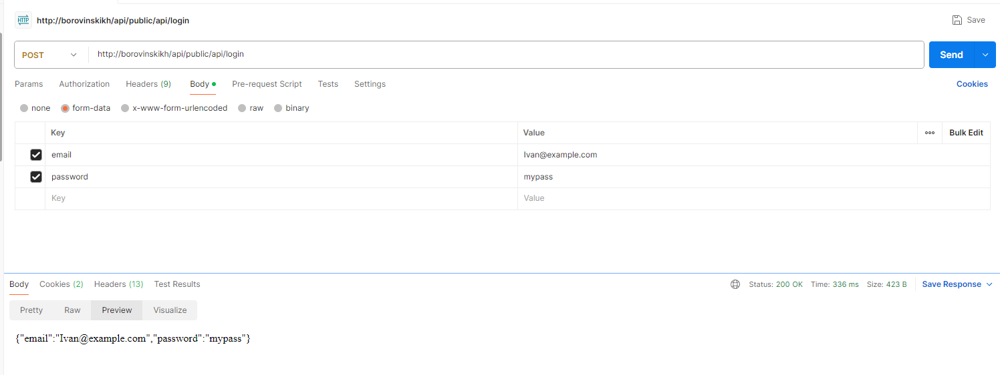 HTTP http://borovinskikh/api/public/api/login Save
POST http://borovinskikh/api/public/api/login Send
Params Authorization Headers (9) Body Pre-request Script Tests Settings Cookies
none form-data x-www-form-urlencoded raw binary
Key Value Bulk Edit
email Ivan@example.com
password mypass
Key Value
Body Cookies (2) Headers (13) Test Results Status: 200 OK Time: 336 ms Size: 423 B Save Response
Pretty Raw Preview Visualize
{"email":"Ivan@example.com","password":"mypass"}